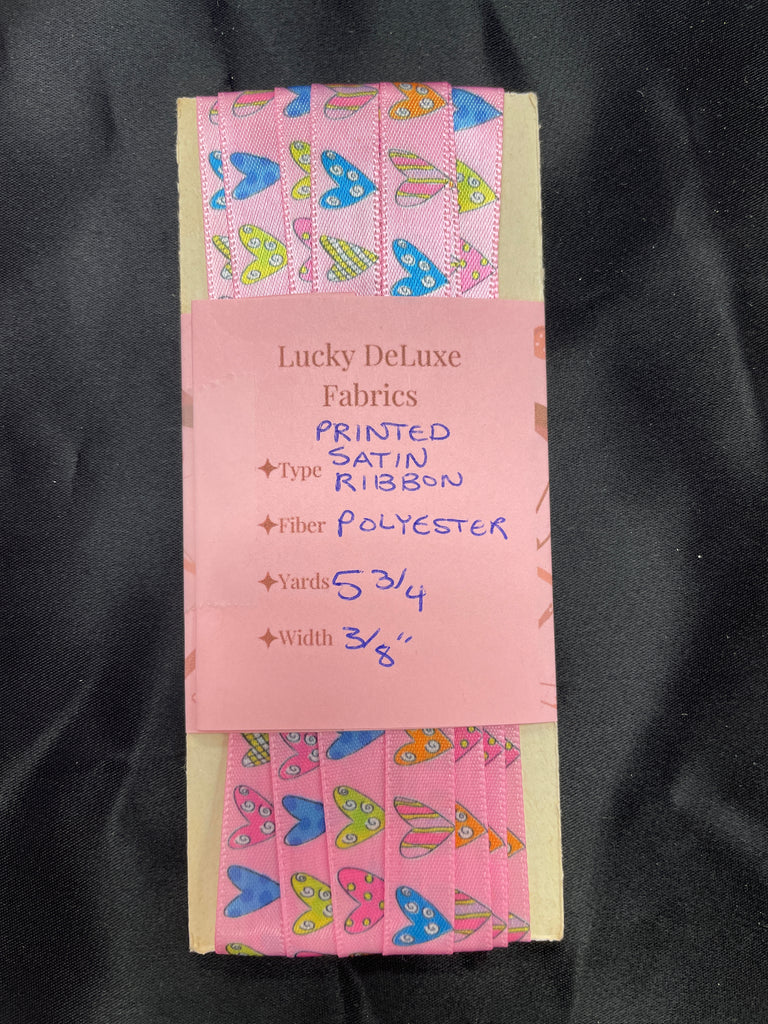 Lucky DeLuxe
Fabrics
PRINTED
SATIN
✦Type RIBBON
✦Fiber POLYESTER
✦Yards 5 3/4
✦Width 3/8"